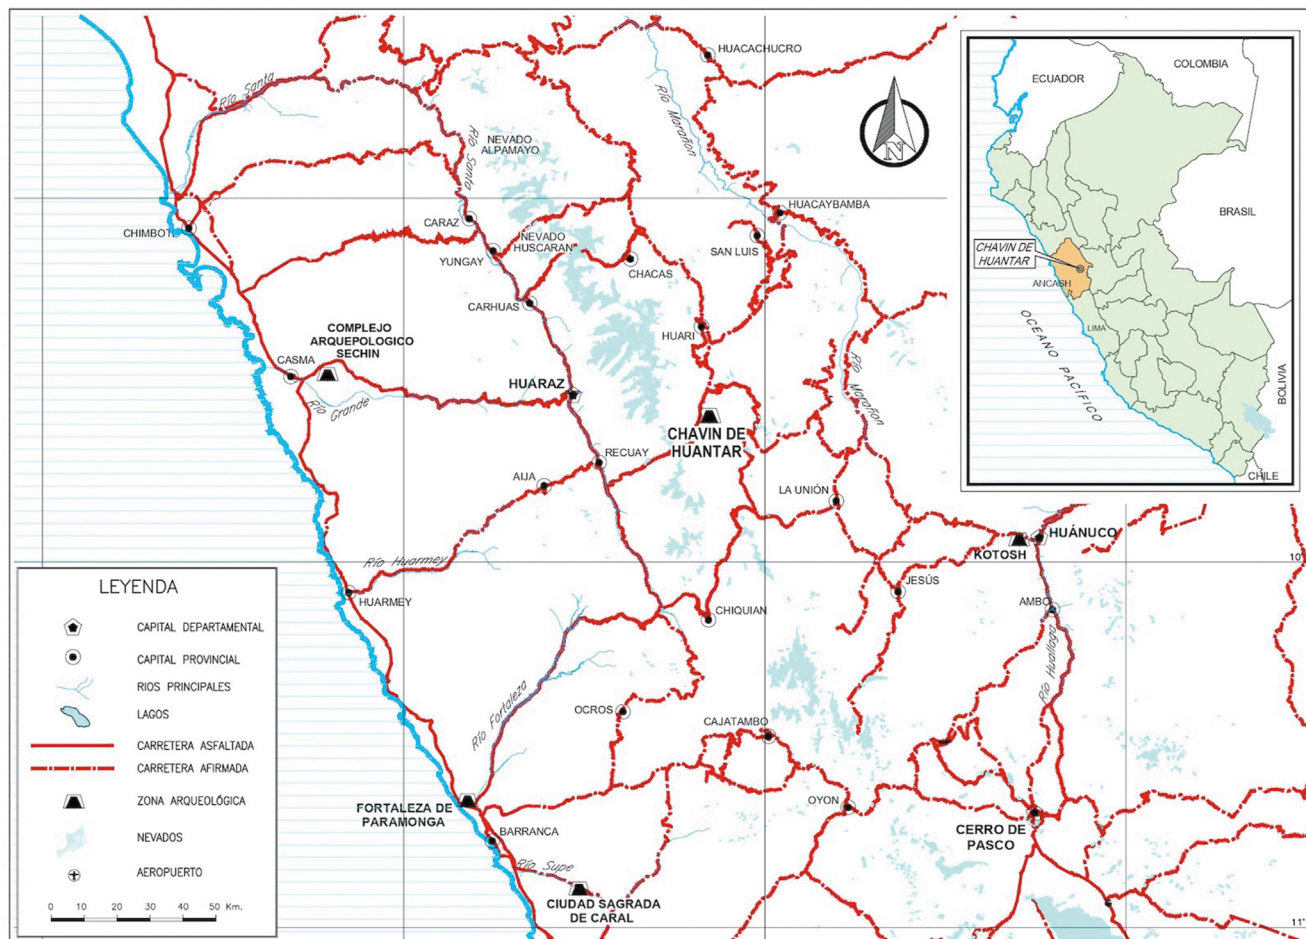 HUACACHUCRO
Río Santa
Río Marañon
NEVADO
ALPAMAYO
Río Santa
HUACAYBAMBA
CARAZ
CHIMBOTE
NEVADO
HUSCARAN
SAN LUIS
YUNGAY
CHACAS
CARHUAS
COMPLEJO
ARQUEPOLOGICO
SECHIN
HUARI
CASMA
Río Marañon
HUARAZ
Río Grande
CHAVIN DE
HUANTAR
RECUAY
AIJA
LA UNIÓN
HUÁNUCO
KOTOSH
Río Huarmey
10°
JESÚS
HUARMEY
AMBO
CHIQUIAN
Río Huallaga
Río Fortaleza
OCROS
CAJATAMBO
FORTALEZA DE
PARAMONGA
OYON
BARRANCA
CERRO DE
PASCO
Río Supe
CIUDAD SAGRADA
DE CARAL
11°
N
COLOMBIA
ECUADOR
BRASIL
CHAVIN DE
HUANTAR
ANCASH
LIMA
OCEANO PACÍFICO
BOLIVIA
CHILE
LEYENDA
CAPITAL DEPARTAMENTAL
CAPITAL PROVINCIAL
RIOS PRINCIPALES
LAGOS
CARRETERA ASFALTADA
CARRETERA AFIRMADA
ZONA ARQUEOLÓGICA
NEVADOS
AEROPUERTO
0 10 20 30 40 50 Km.